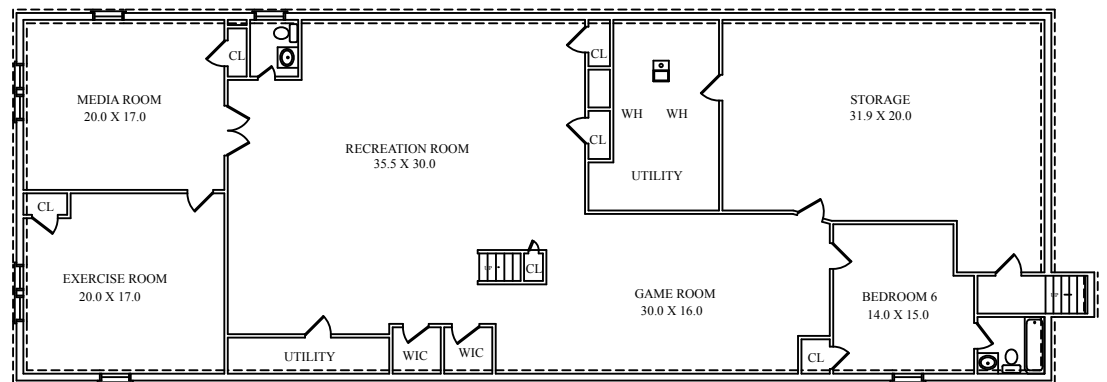 CL
CL
MEDIA ROOM
20.0 X 17.0
STORAGE
31.9 X 20.0
WH WH
CL
RECREATION ROOM
35.5 X 30.0
UTILITY
CL
EXERCISE ROOM
20.0 X 17.0
UP
CL
GAME ROOM
30.0 X 16.0
BEDROOM 6
14.0 X 15.0
UP
UTILITY
WIC
WIC
CL